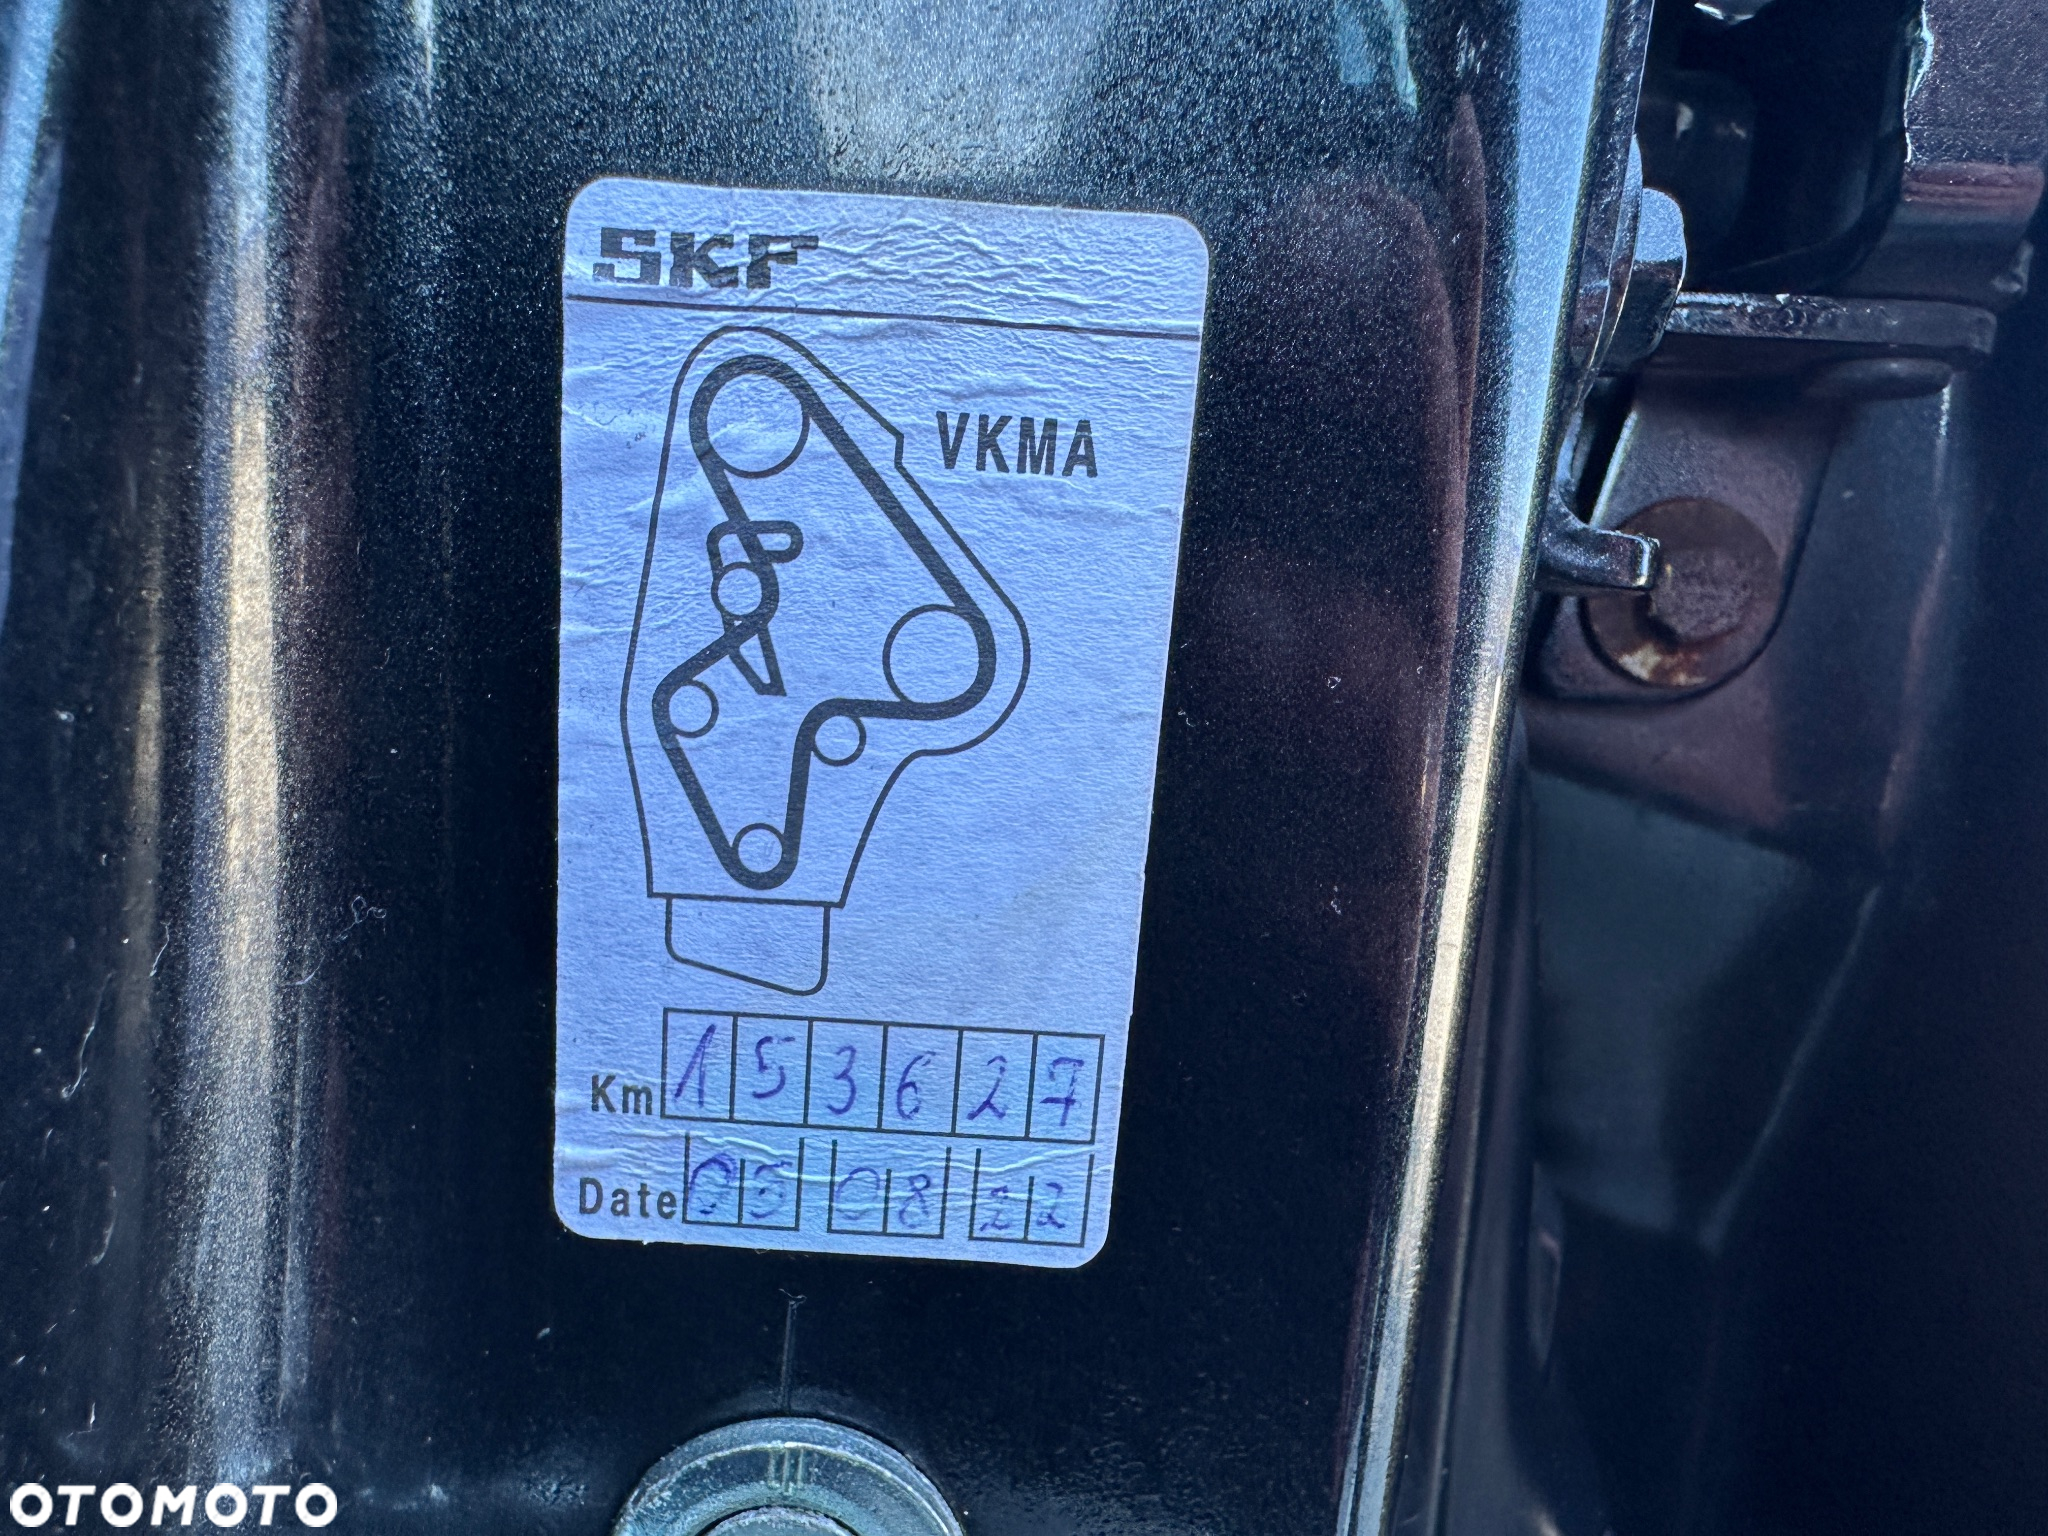 SKF
VKMA
Km 153627
Date 05 08 22
OTOMOTO